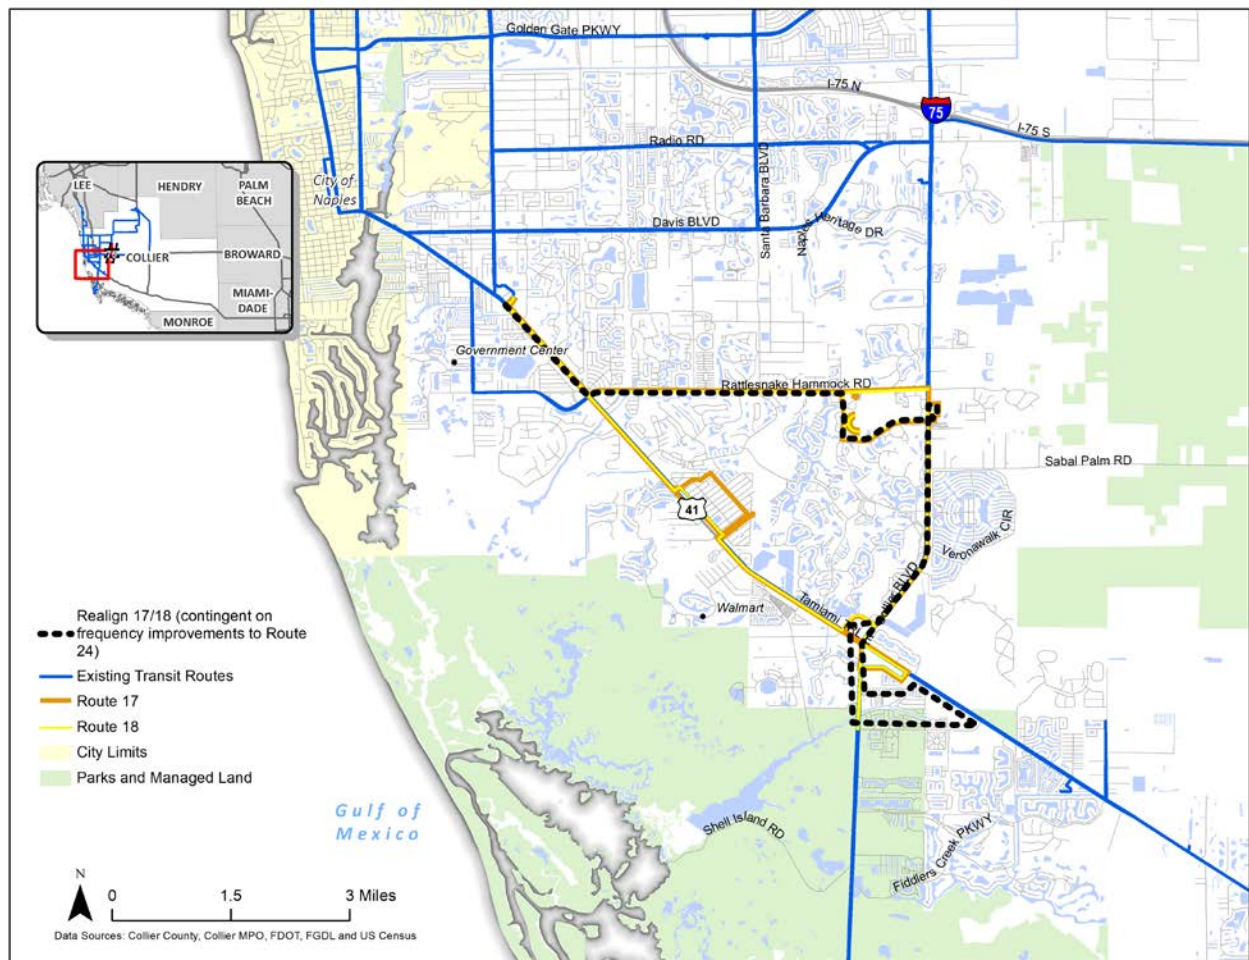 Golden Gate PKWY
I-75 N
75
I-75 S
Radio RD
Santa Barbara BLVD
City of
Naples
Davis BLVD
Naples Heritage DR
LEE
HENDRY
PALM
BEACH
COLLIER
BROWARD
MIAMI-
DADE
MONROE
Government Center
Rattlesnake Hammock RD
Sabal Palm RD
41
Veronawalk CIR
BLVD
Walmart
Tamiami
Realign 17/18 (contingent on
frequency improvements to Route
24)
Existing Transit Routes
Route 17
Route 18
City Limits
Parks and Managed Land
Gulf of
Mexico
Shell Island RD
Fiddlers Creek PKWY
N
0 1.5 3 Miles
Data Sources: Collier County, Collier MPO, FDOT, FGDL and US Census